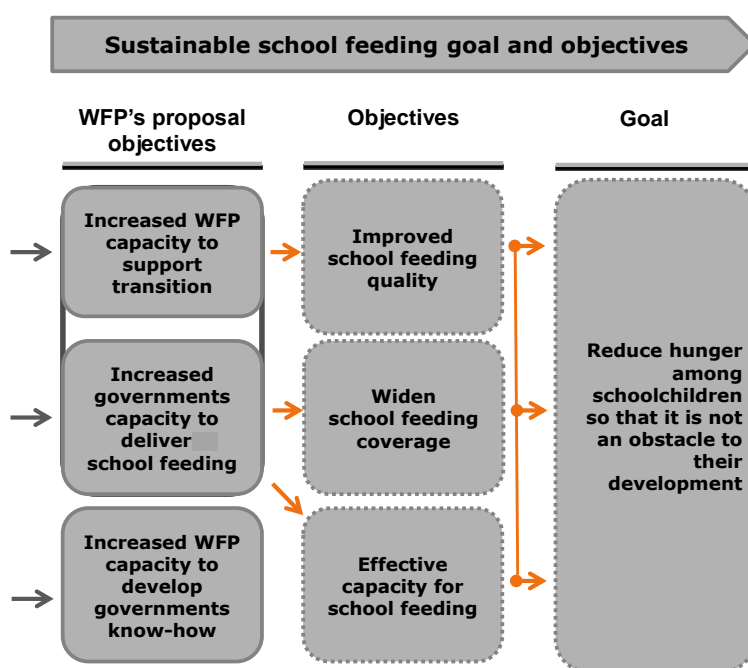 Sustainable school feeding goal and objectives
WFP’s proposal
objectives
Objectives
Goal
Increased WFP
capacity to
support
transition
Improved
school feeding
quality
Increased
governments
capacity to
deliver
school feeding
Widen
school feeding
coverage
Increased WFP
capacity to
develop
governments
know-how
Effective
capacity for
school feeding
Reduce hunger
among
schoolchildren
so that it is not
an obstacle to
their
development